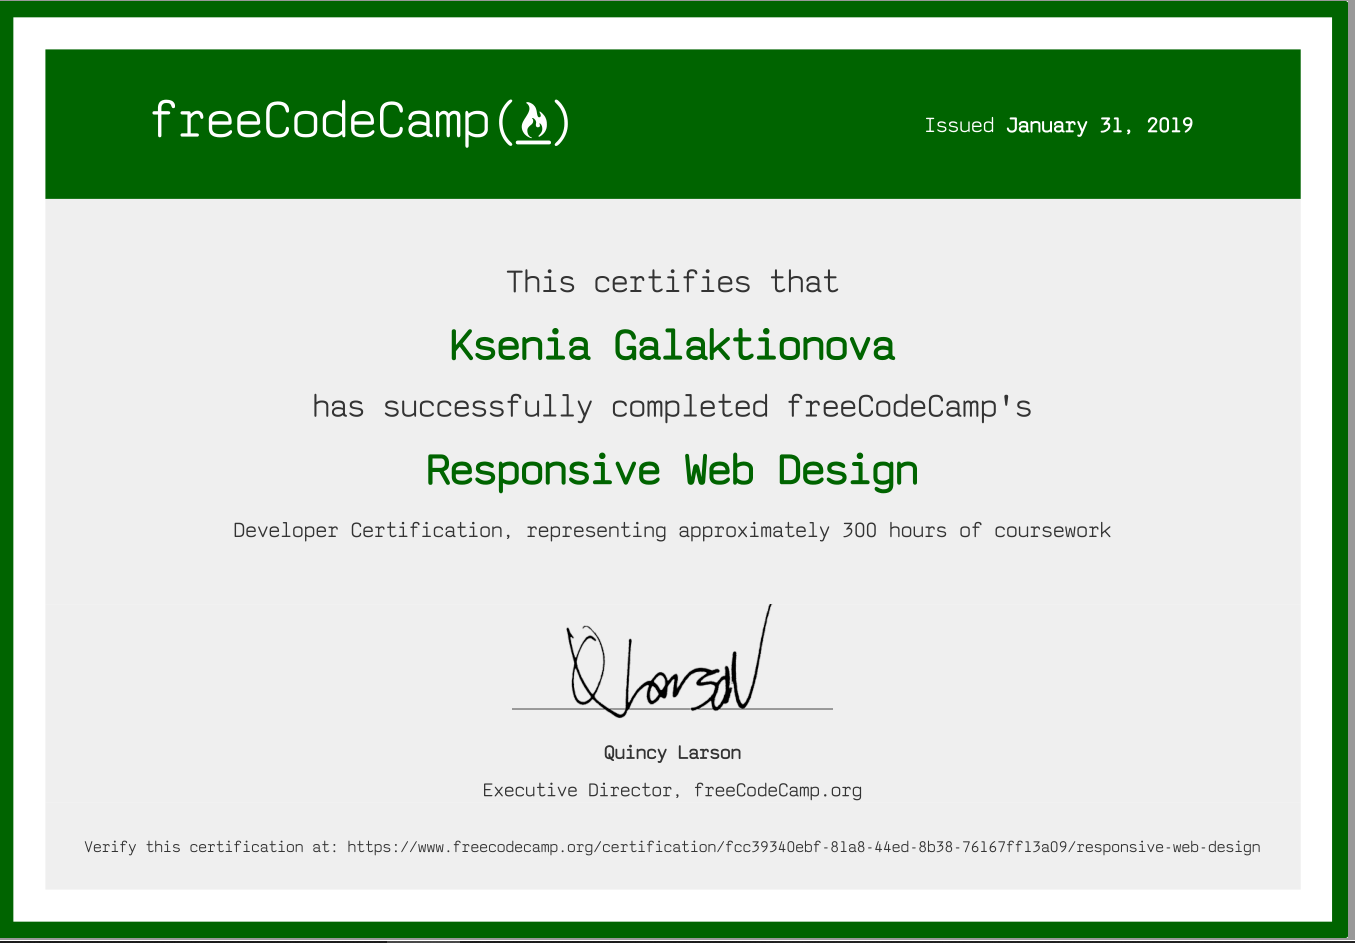 freeCodeCamp(🔥)
Issued January 31, 2019
This certifies that
Ksenia Galaktionova
has successfully completed freeCodeCamp's
Responsive Web Design
Developer Certification, representing approximately 300 hours of coursework
Q Larson
Quincy Larson
Executive Director, freeCodeCamp.org
Verify this certification at: https://www.freecodecamp.org/certification/fcc39340ebf-81a8-44ed-8b38-76167ff13a09/responsive-web-design